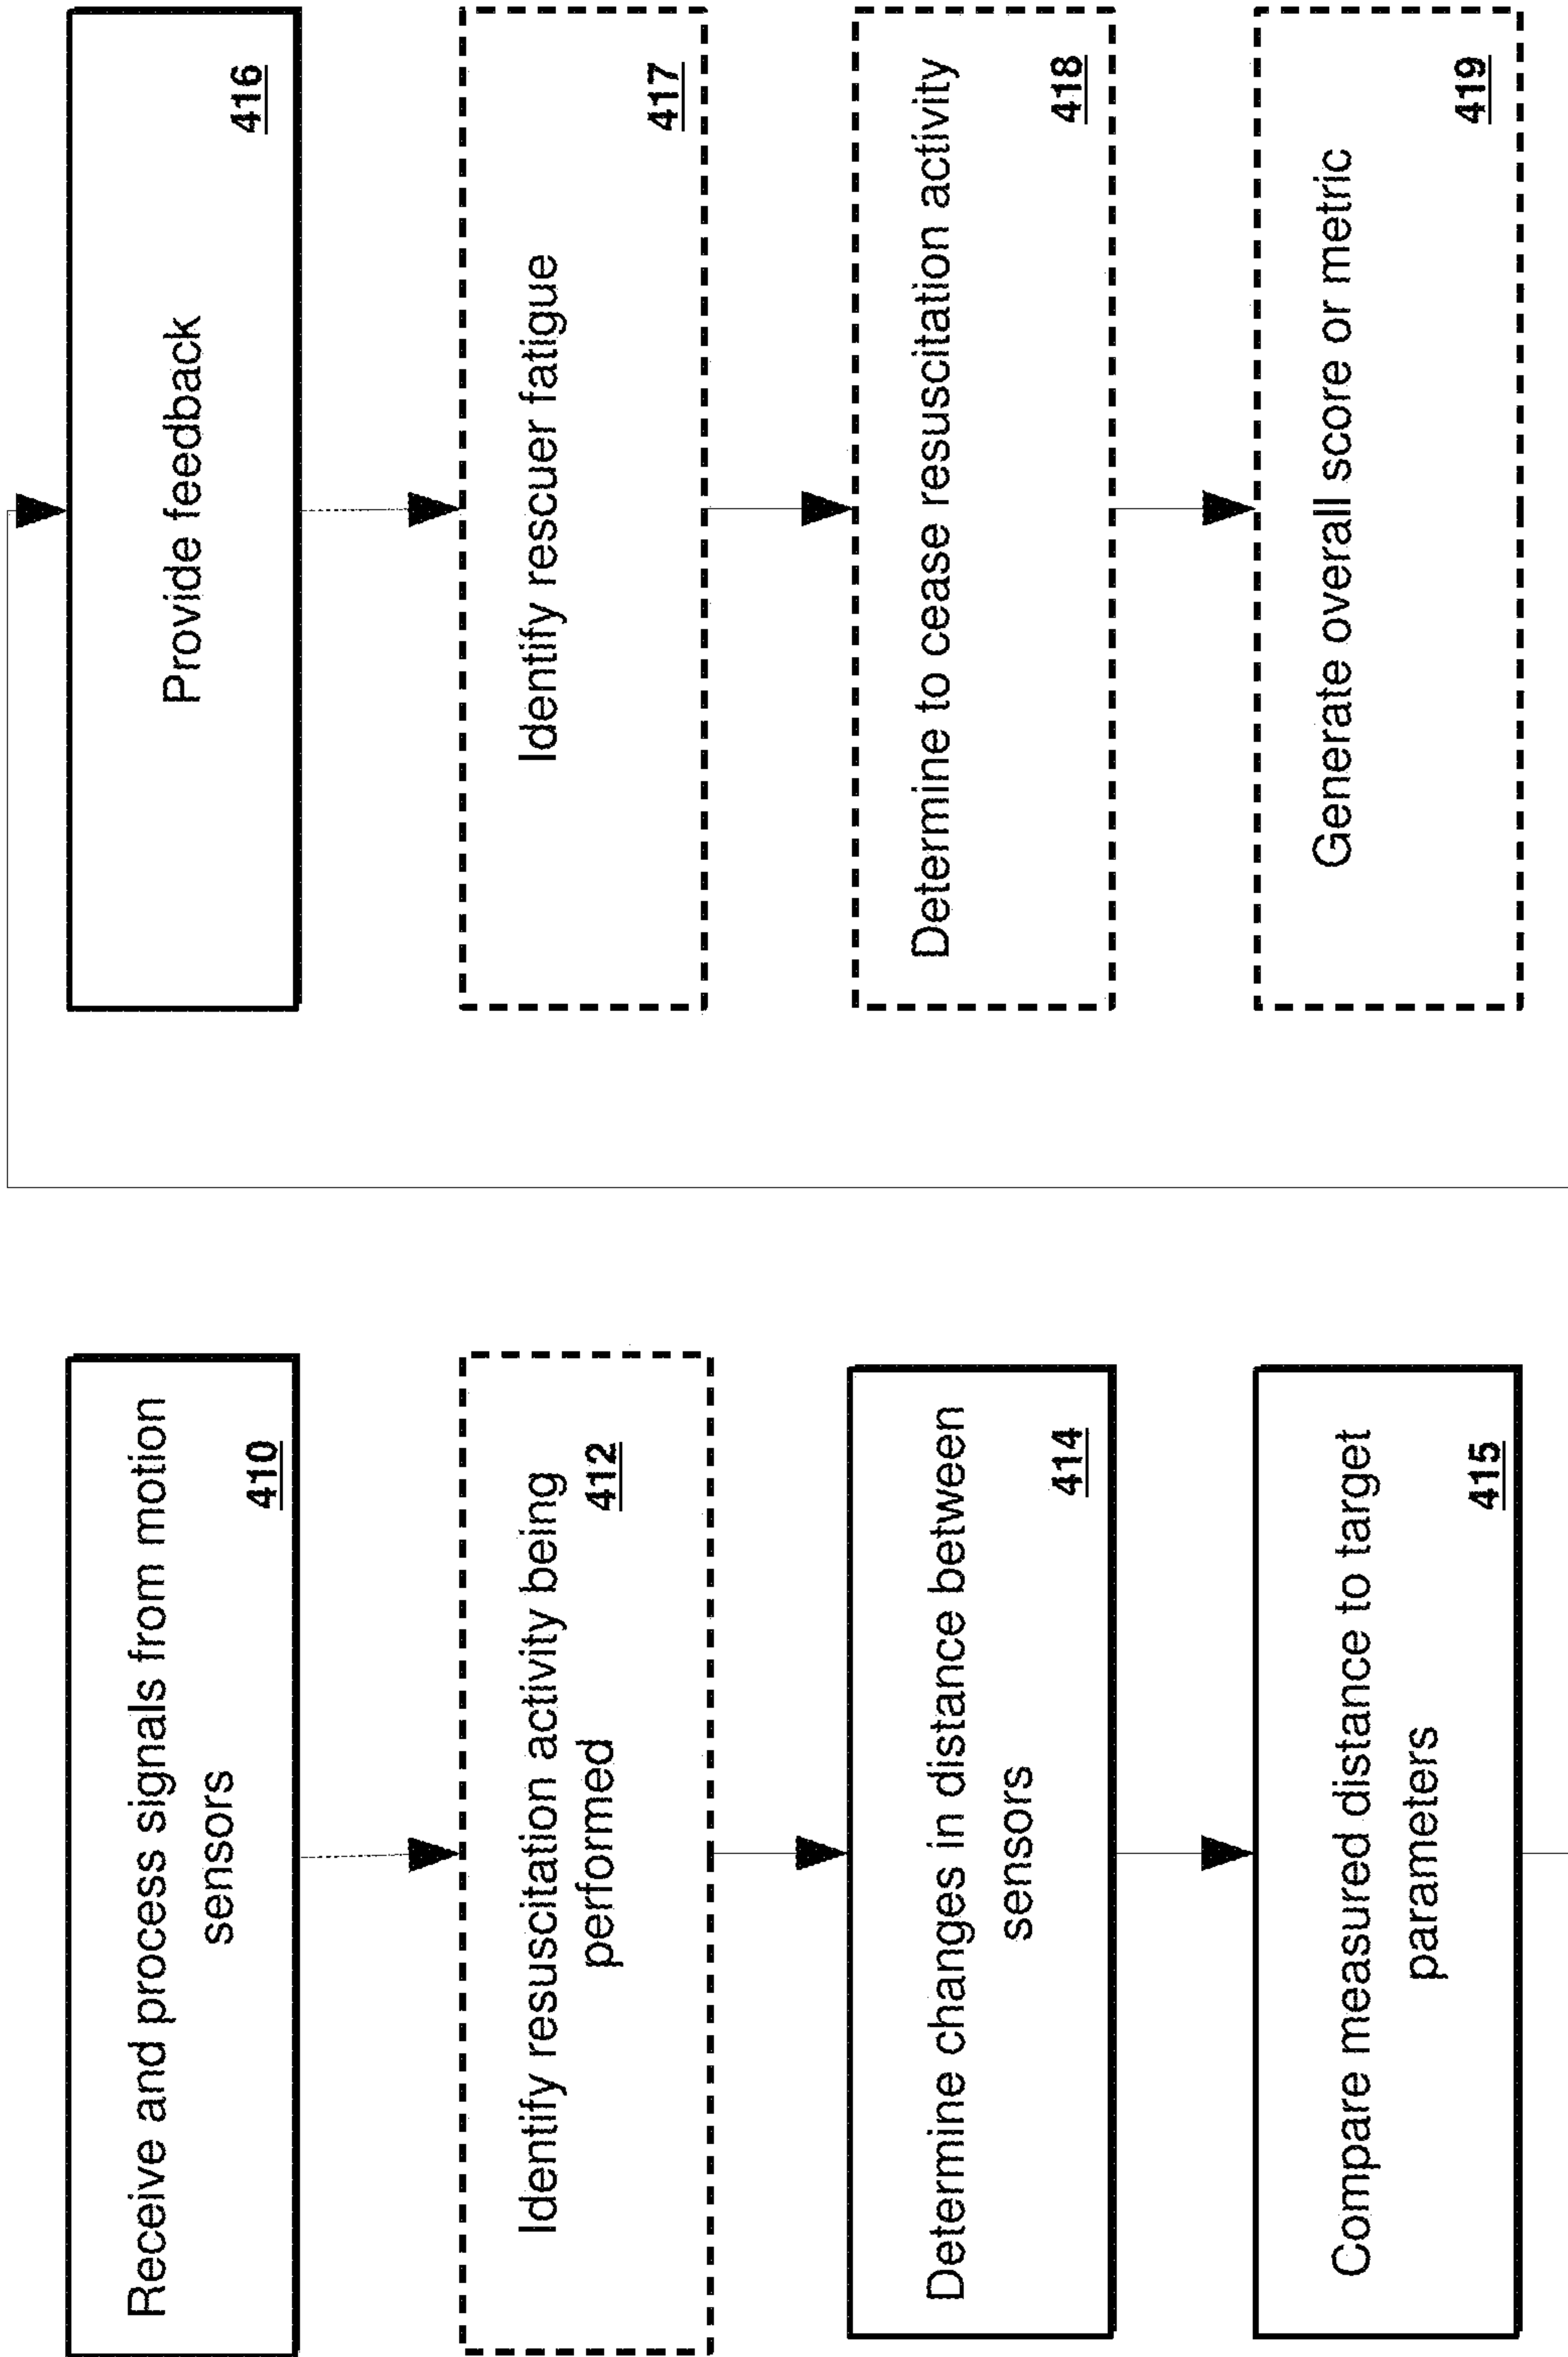 Receive and process signals from motion
sensors
410
Identify resuscitation activity being
performed
412
Determine changes in distance between
sensors
414
Compare measured distance to target
parameters
415
Provide feedback
416
Identify rescuer fatigue
417
Determine to cease resuscitation activity
418
Generate overall score or metric
419